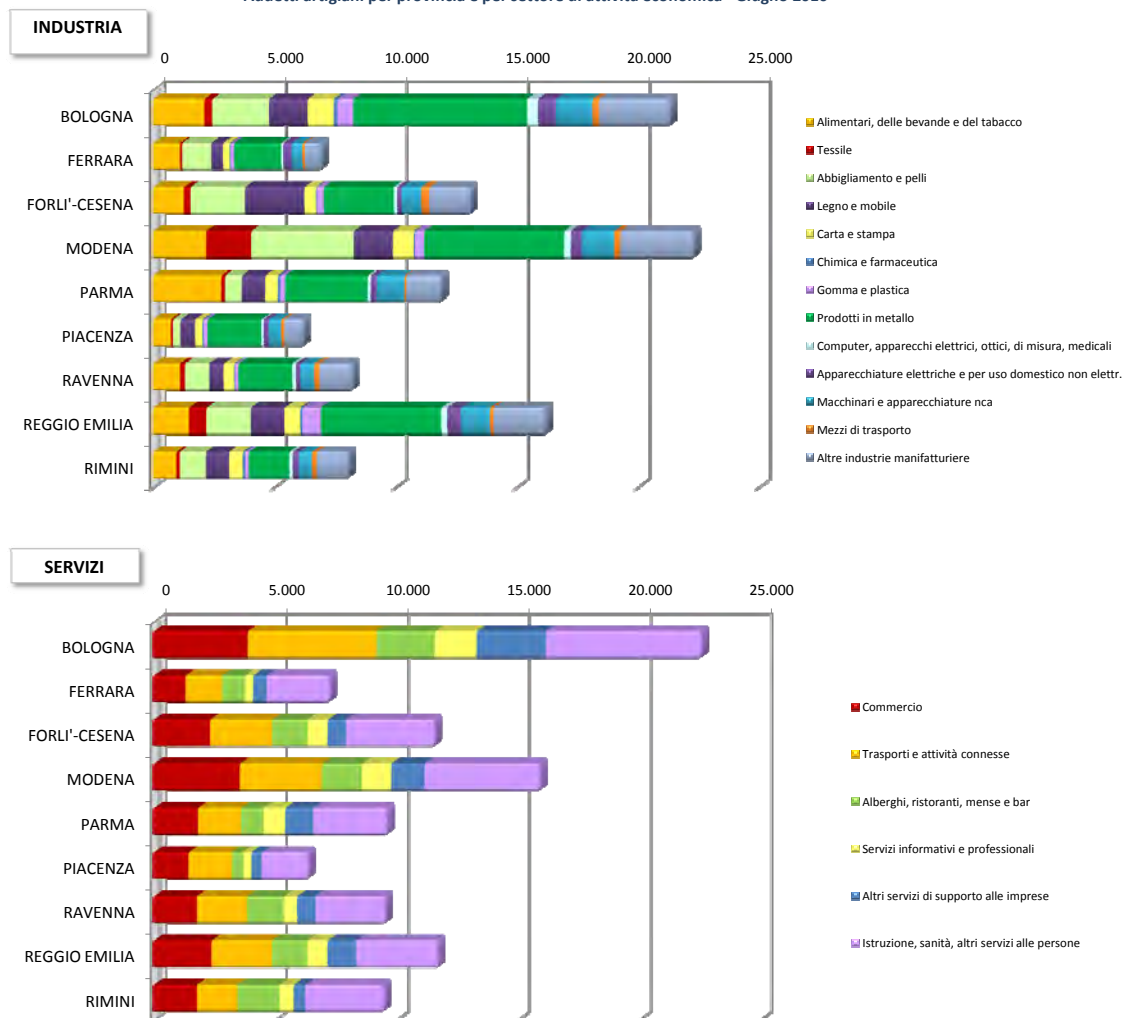 INDUSTRIA
0 5.000 10.000 15.000 20.000 25.000
BOLOGNA
FERRARA
FORLI'-CESENA
MODENA
PARMA
PIACENZA
RAVENNA
REGGIO EMILIA
RIMINI
Alimentari, delle bevande e del tabacco
Tessile
Abbigliamento e pelli
Legno e mobile
Carta e stampa
Chimica e farmaceutica
Gomma e plastica
Prodotti in metallo
Computer, apparecchi elettrici, ottici, di misura, medicali
Apparecchiature elettriche e per uso domestico non elettr.
Macchinari e apparecchiature nca
Mezzi di trasporto
Altre industrie manifatturiere
SERVIZI
0 5.000 10.000 15.000 20.000 25.000
BOLOGNA
FERRARA
FORLI'-CESENA
MODENA
PARMA
PIACENZA
RAVENNA
REGGIO EMILIA
RIMINI
Commercio
Trasporti e attività connesse
Alberghi, ristoranti, mense e bar
Servizi informativi e professionali
Altri servizi di supporto alle imprese
Istruzione, sanità, altri servizi alle persone